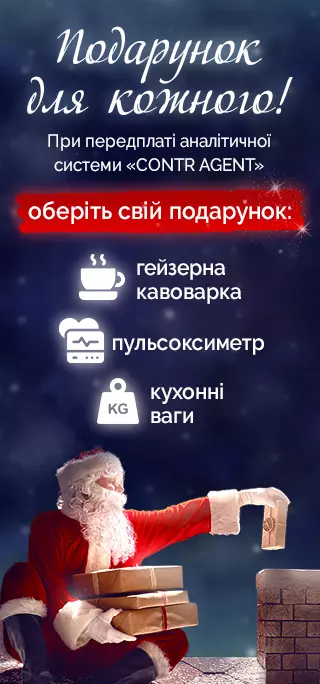 Подарунок
для кожного!
При передплаті аналітичної
системи «CONTR AGENT»
оберіть свій подарунок:
гейзерна
кавоварка
пульсоксиметр
KG
кухонні
ваги